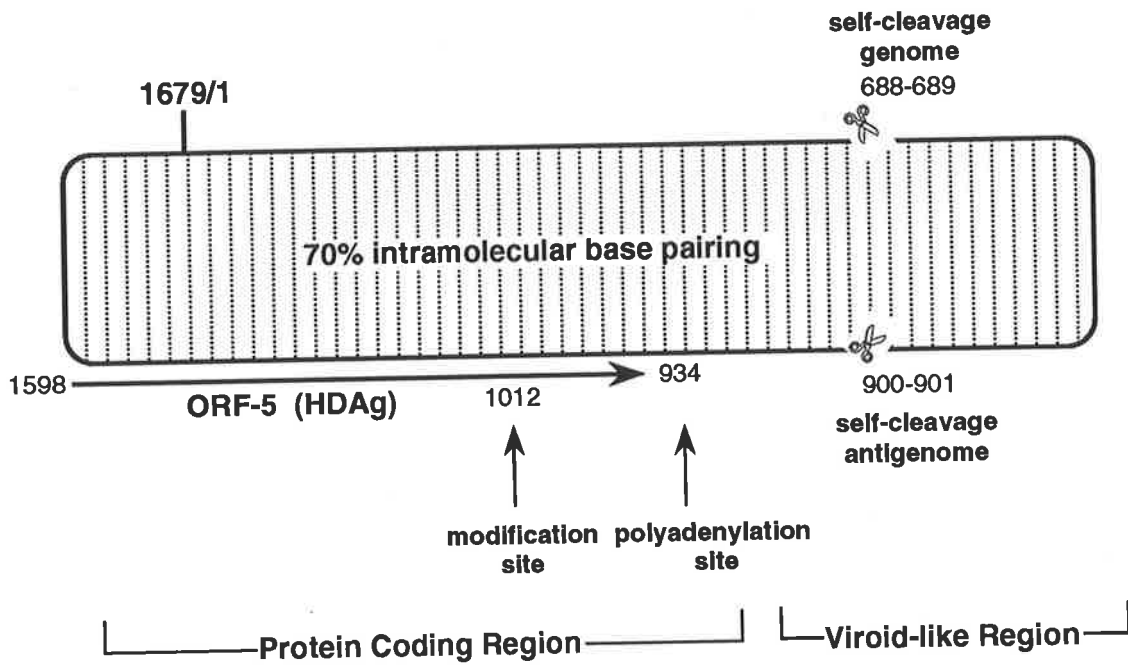 self-cleavage
genome
688-689
1679/1
70% intramolecular base pairing
1598
ORF-5 (HDAg)
1012
934
900-901
self-cleavage
antigenome
modification
site
polyadenylation
site
Protein Coding Region
Viroid-like Region